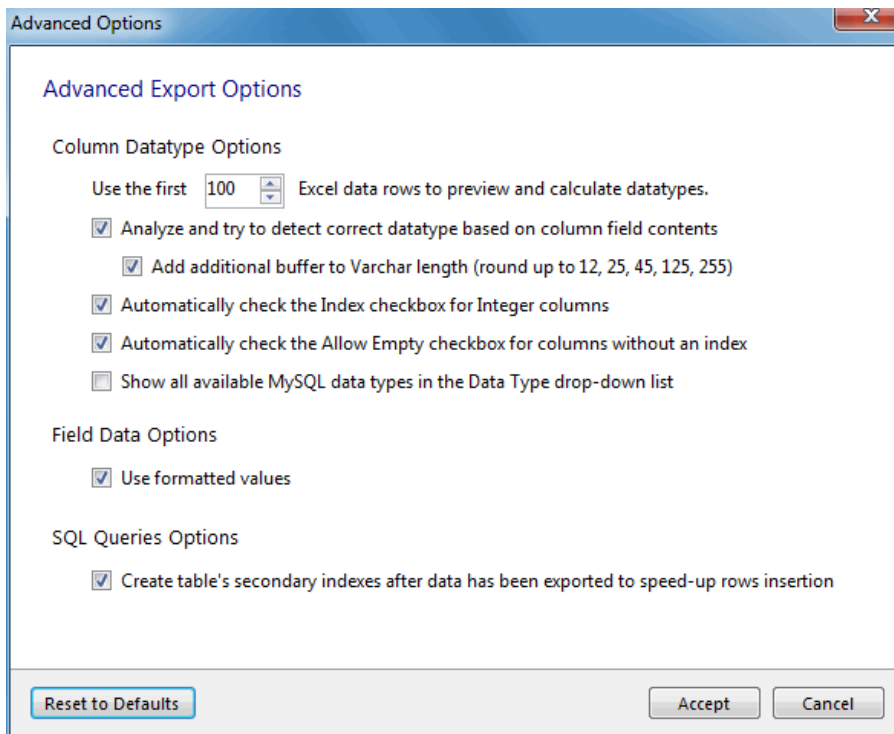 Advanced Options
Advanced Export Options
Column Datatype Options
Use the first 100 Excel data rows to preview and calculate datatypes.
Analyze and try to detect correct datatype based on column field contents
Add additional buffer to Varchar length (round up to 12, 25, 45, 125, 255)
Automatically check the Index checkbox for Integer columns
Automatically check the Allow Empty checkbox for columns without an index
Show all available MySQL data types in the Data Type drop-down list
Field Data Options
Use formatted values
SQL Queries Options
Create table's secondary indexes after data has been exported to speed-up rows insertion
Reset to Defaults Accept Cancel